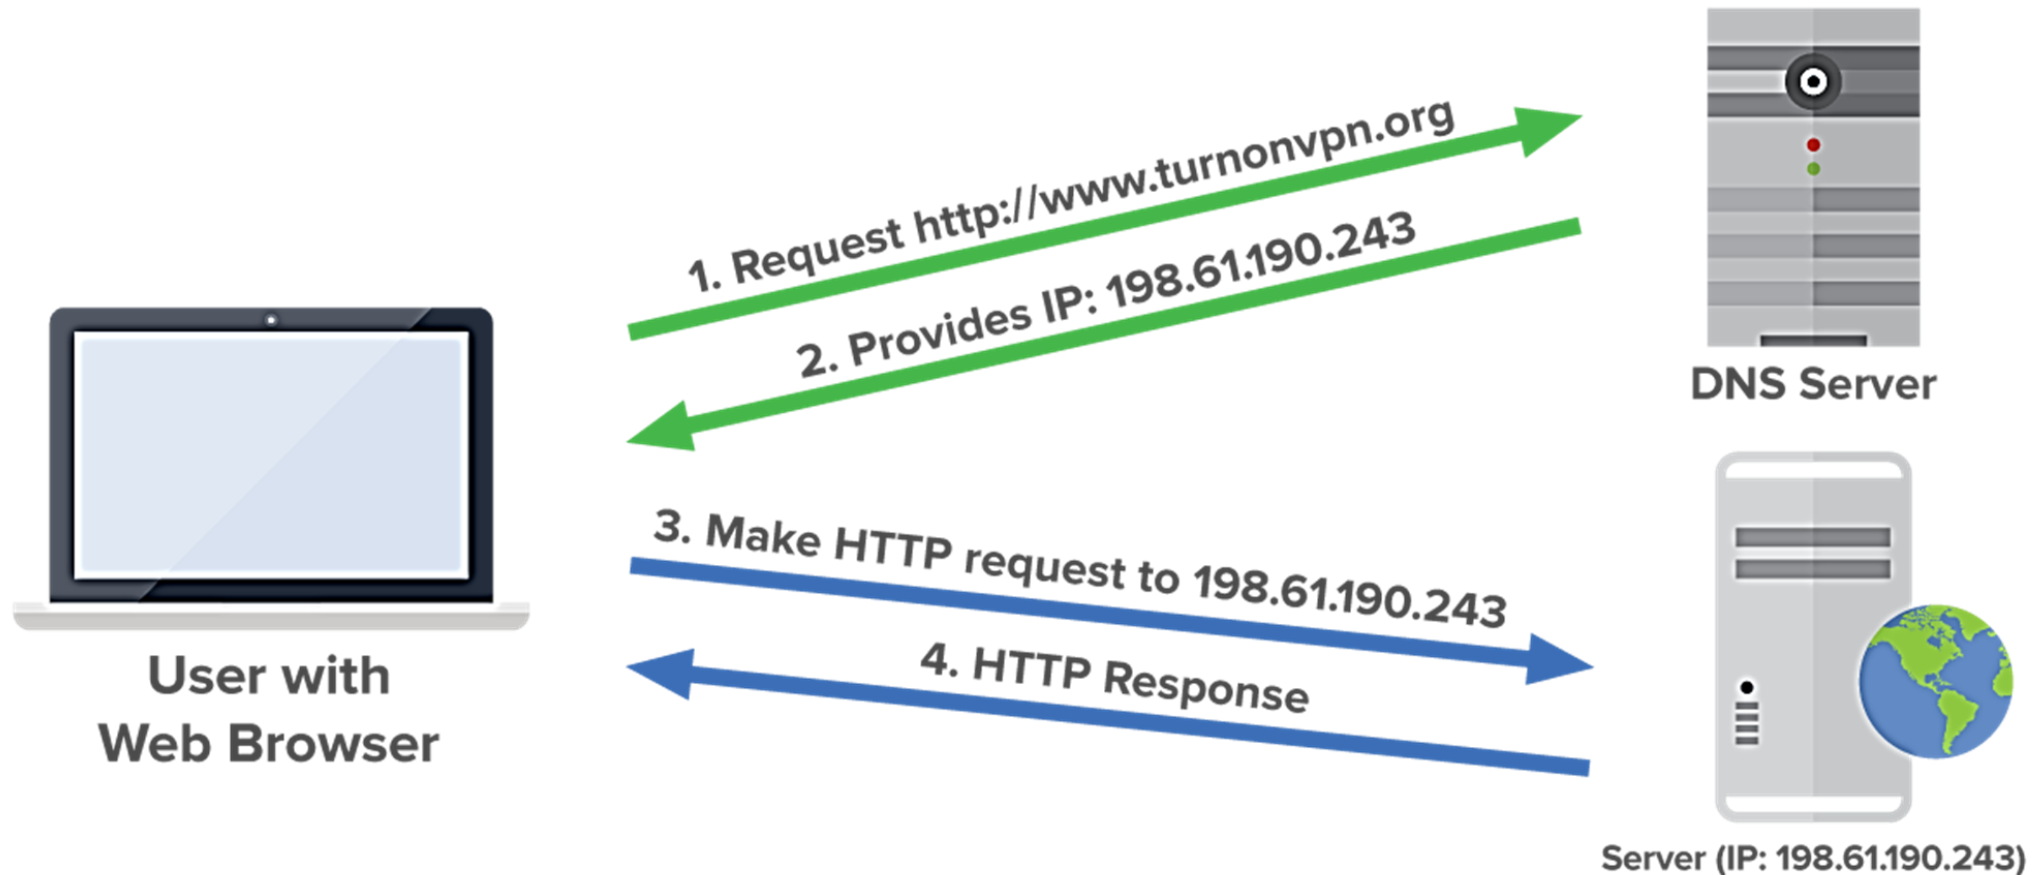 1. Request http://www.turnonvpn.org
2. Provides IP: 198.61.190.243
DNS Server
3. Make HTTP request to 198.61.190.243
4. HTTP Response
User with
Web Browser
Server (IP: 198.61.190.243)